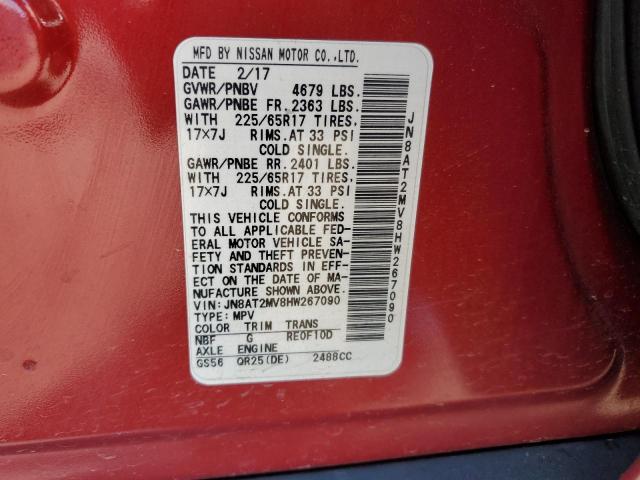 MFD BY NISSAN MOTOR CO.,LTD.
DATE 2/17
GVWR/PNBV 4679 LBS.
GAWR/PNBE FR. 2363 LBS.
WITH 225/65R17 TIRES.
17X7J RIMS.AT 33 PSI
COLD SINGLE.
GAWR/PNBE RR. 2401 LBS.
WITH 225/65R17 TIRES.
17X7J RIMS.AT 33 PSI
COLD SINGLE.
THIS VEHICLE CONFORMS
TO ALL APPLICABLE FED-
ERAL MOTOR VEHICLE SA-
FETY AND THEFT PREVEN-
TION STANDARDS IN EFF-
ECT ON THE DATE OF MA-
NUFACTURE SHOWN ABOVE.
VIN: JN8AT2MV8HW267090
TYPE: MPV
COLOR TRIM TRANS
NBF G RE0F10D
AXLE ENGINE
GS56 QR25(DE) 2488CC
JN8AT2MV8HW267090